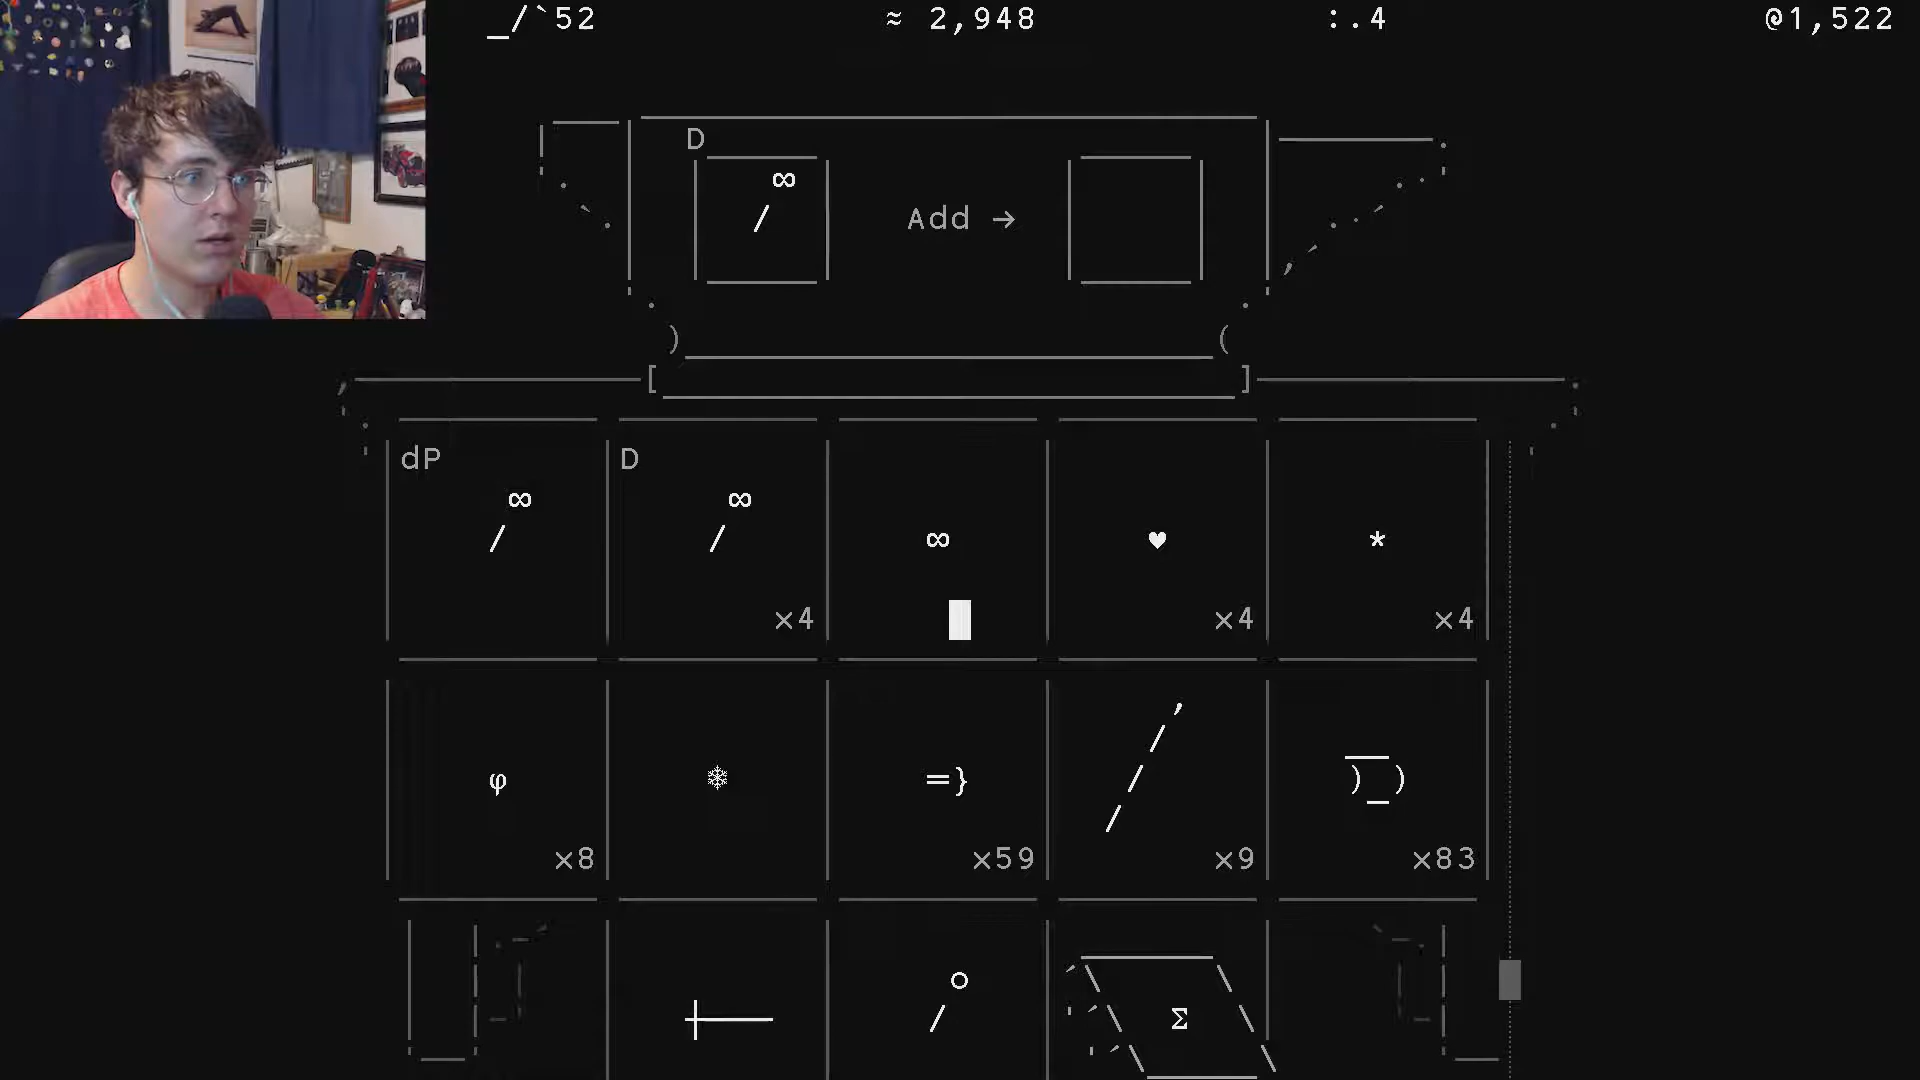 _/`52 ≈ 2,948 :.4 @1,522
D
∞
/
Add →
dP
∞
/
D
∞
/
×4
∞
♥
×4
*
×4
φ
×8
❄
=}
×59
×9
)_)
×83
Σ